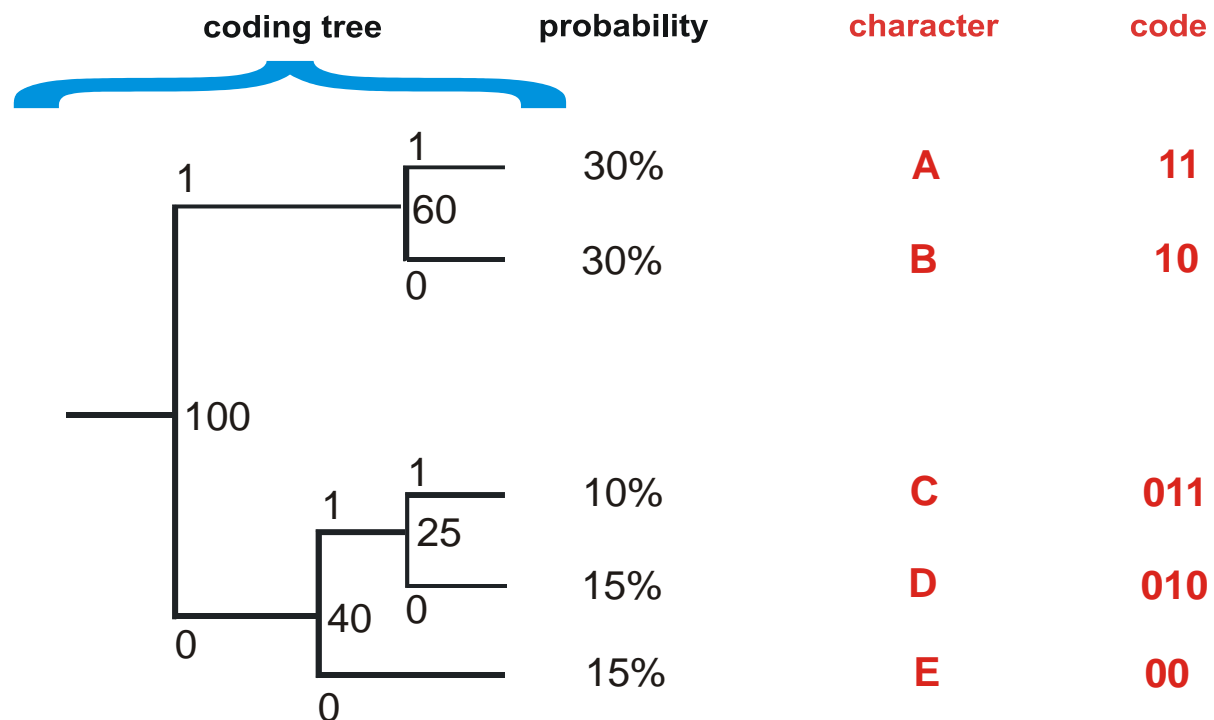 coding tree probability character code
1
1 30% A 11
60
0 30% B 10
100
1
1 10% C 011
25
0 15% D 010
40
0
0 15% E 00